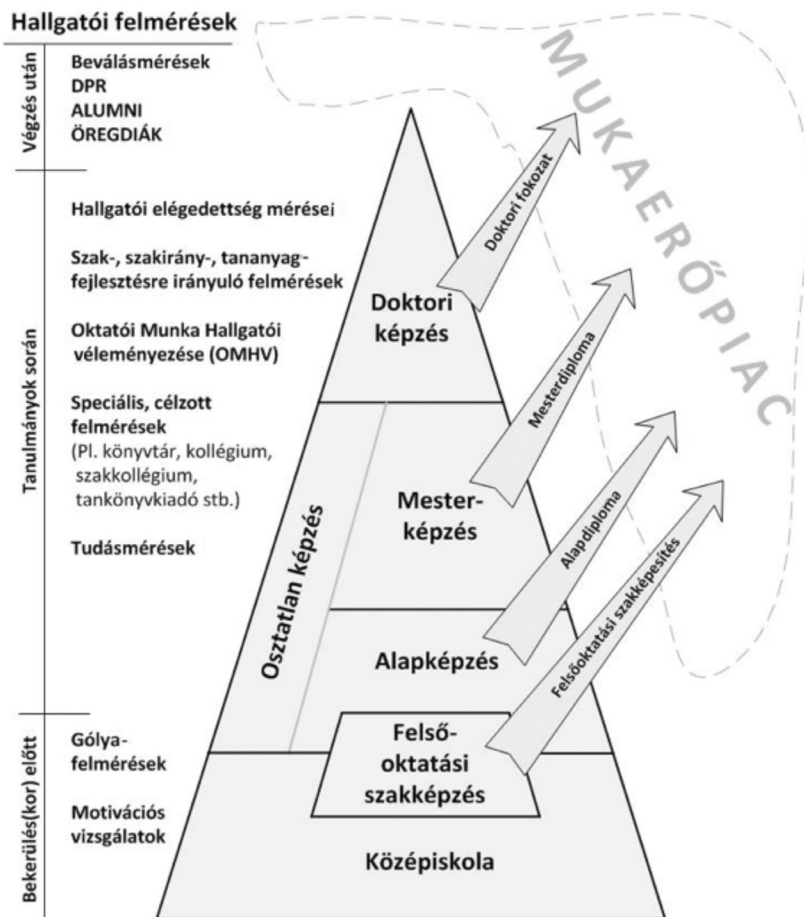 Hallgatói felmérések
Végzés után
Beválásmérések
DPR
ALUMNI
ÖREGDIÁK
Tanulmányok során
Hallgatói elégedettség mérései
Szak-, szakirány-, tananyag-
fejlesztésre irányuló felmérések
Oktatói Munka Hallgatói
véleményezése (OMHV)
Speciális, célzott
felmérések
(Pl. könyvtár, kollégium,
szakkollégium,
tankönyvkiadó stb.)
Tudásmérések
Bekerülés(kor) előtt
Gólya-
felmérések
Motivációs
vizsgálatok
Doktori
képzés
Osztatlan képzés
Mester-
képzés
Alapképzés
Felső-
oktatási
szakképzés
Középiskola
Doktori fokozat
Mesterdiploma
Alapdiploma
Felsőoktatási szakképesítés
MUKAERŐPIAC